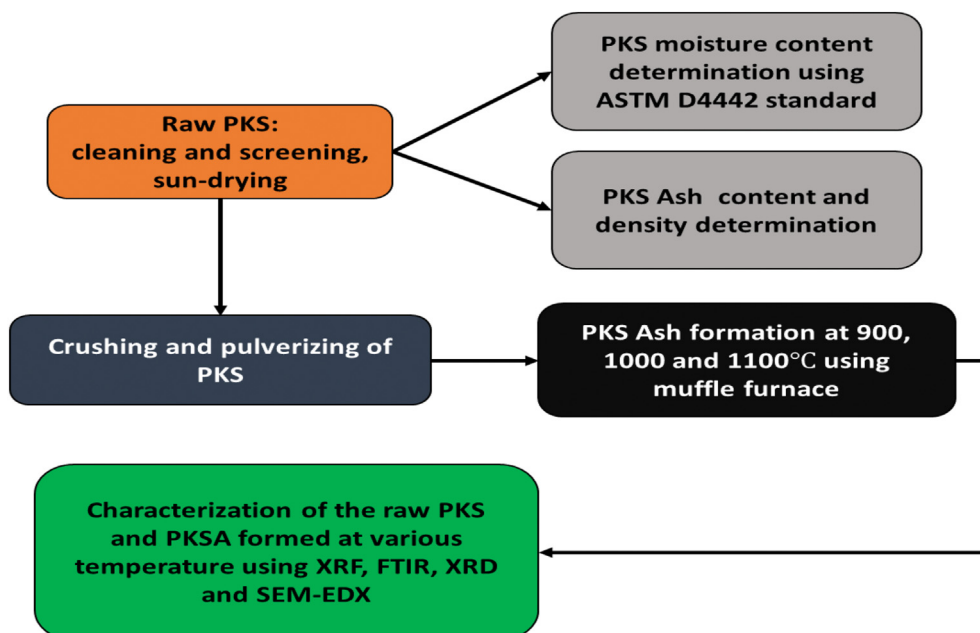 PKS moisture content
determination using
ASTM D4442 standard
Raw PKS:
cleaning and screening,
sun-drying
PKS Ash content and
density determination
Crushing and pulverizing of
PKS
PKS Ash formation at 900,
1000 and 1100°C using
muffle furnace
Characterization of the raw PKS
and PKSA formed at various
temperature using XRF, FTIR, XRD
and SEM-EDX